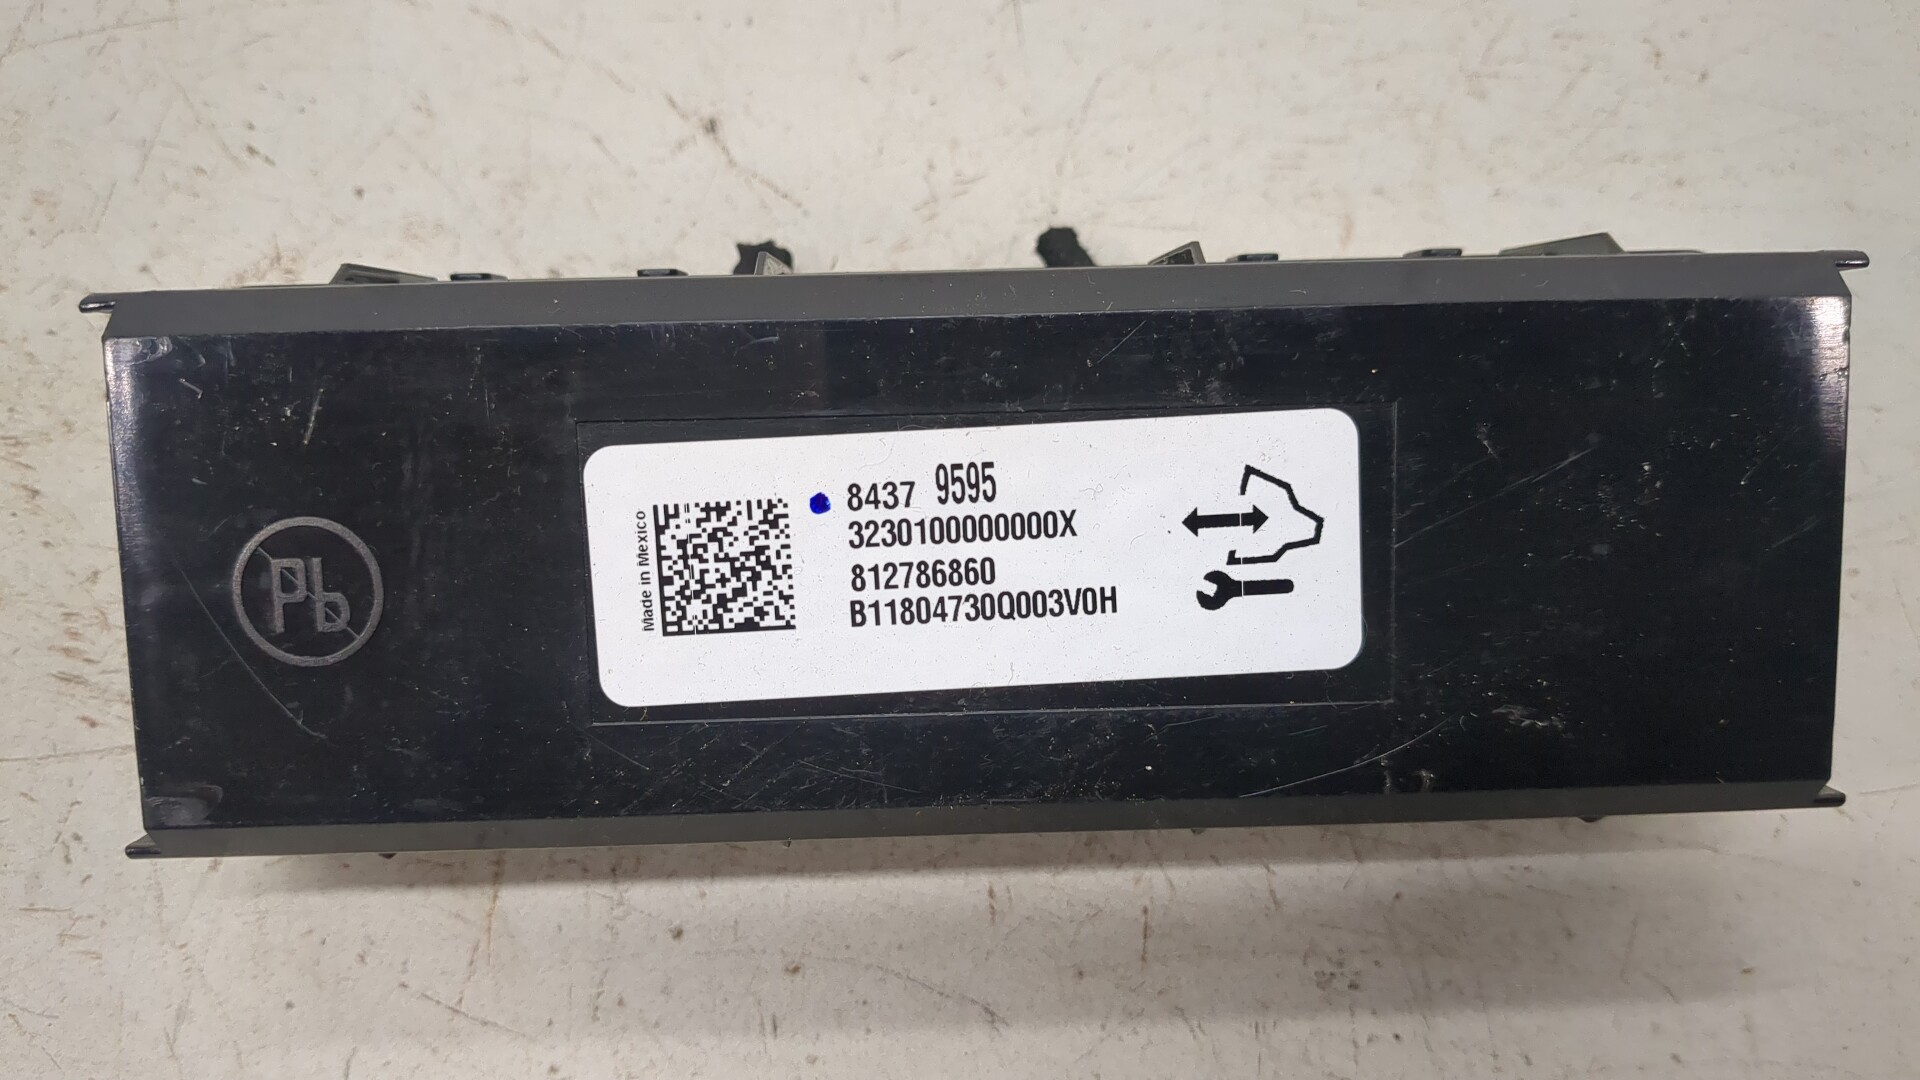 Pb
Made in Mexico
8437 9595
3230100000000X
812786860
B11804730Q003V0H